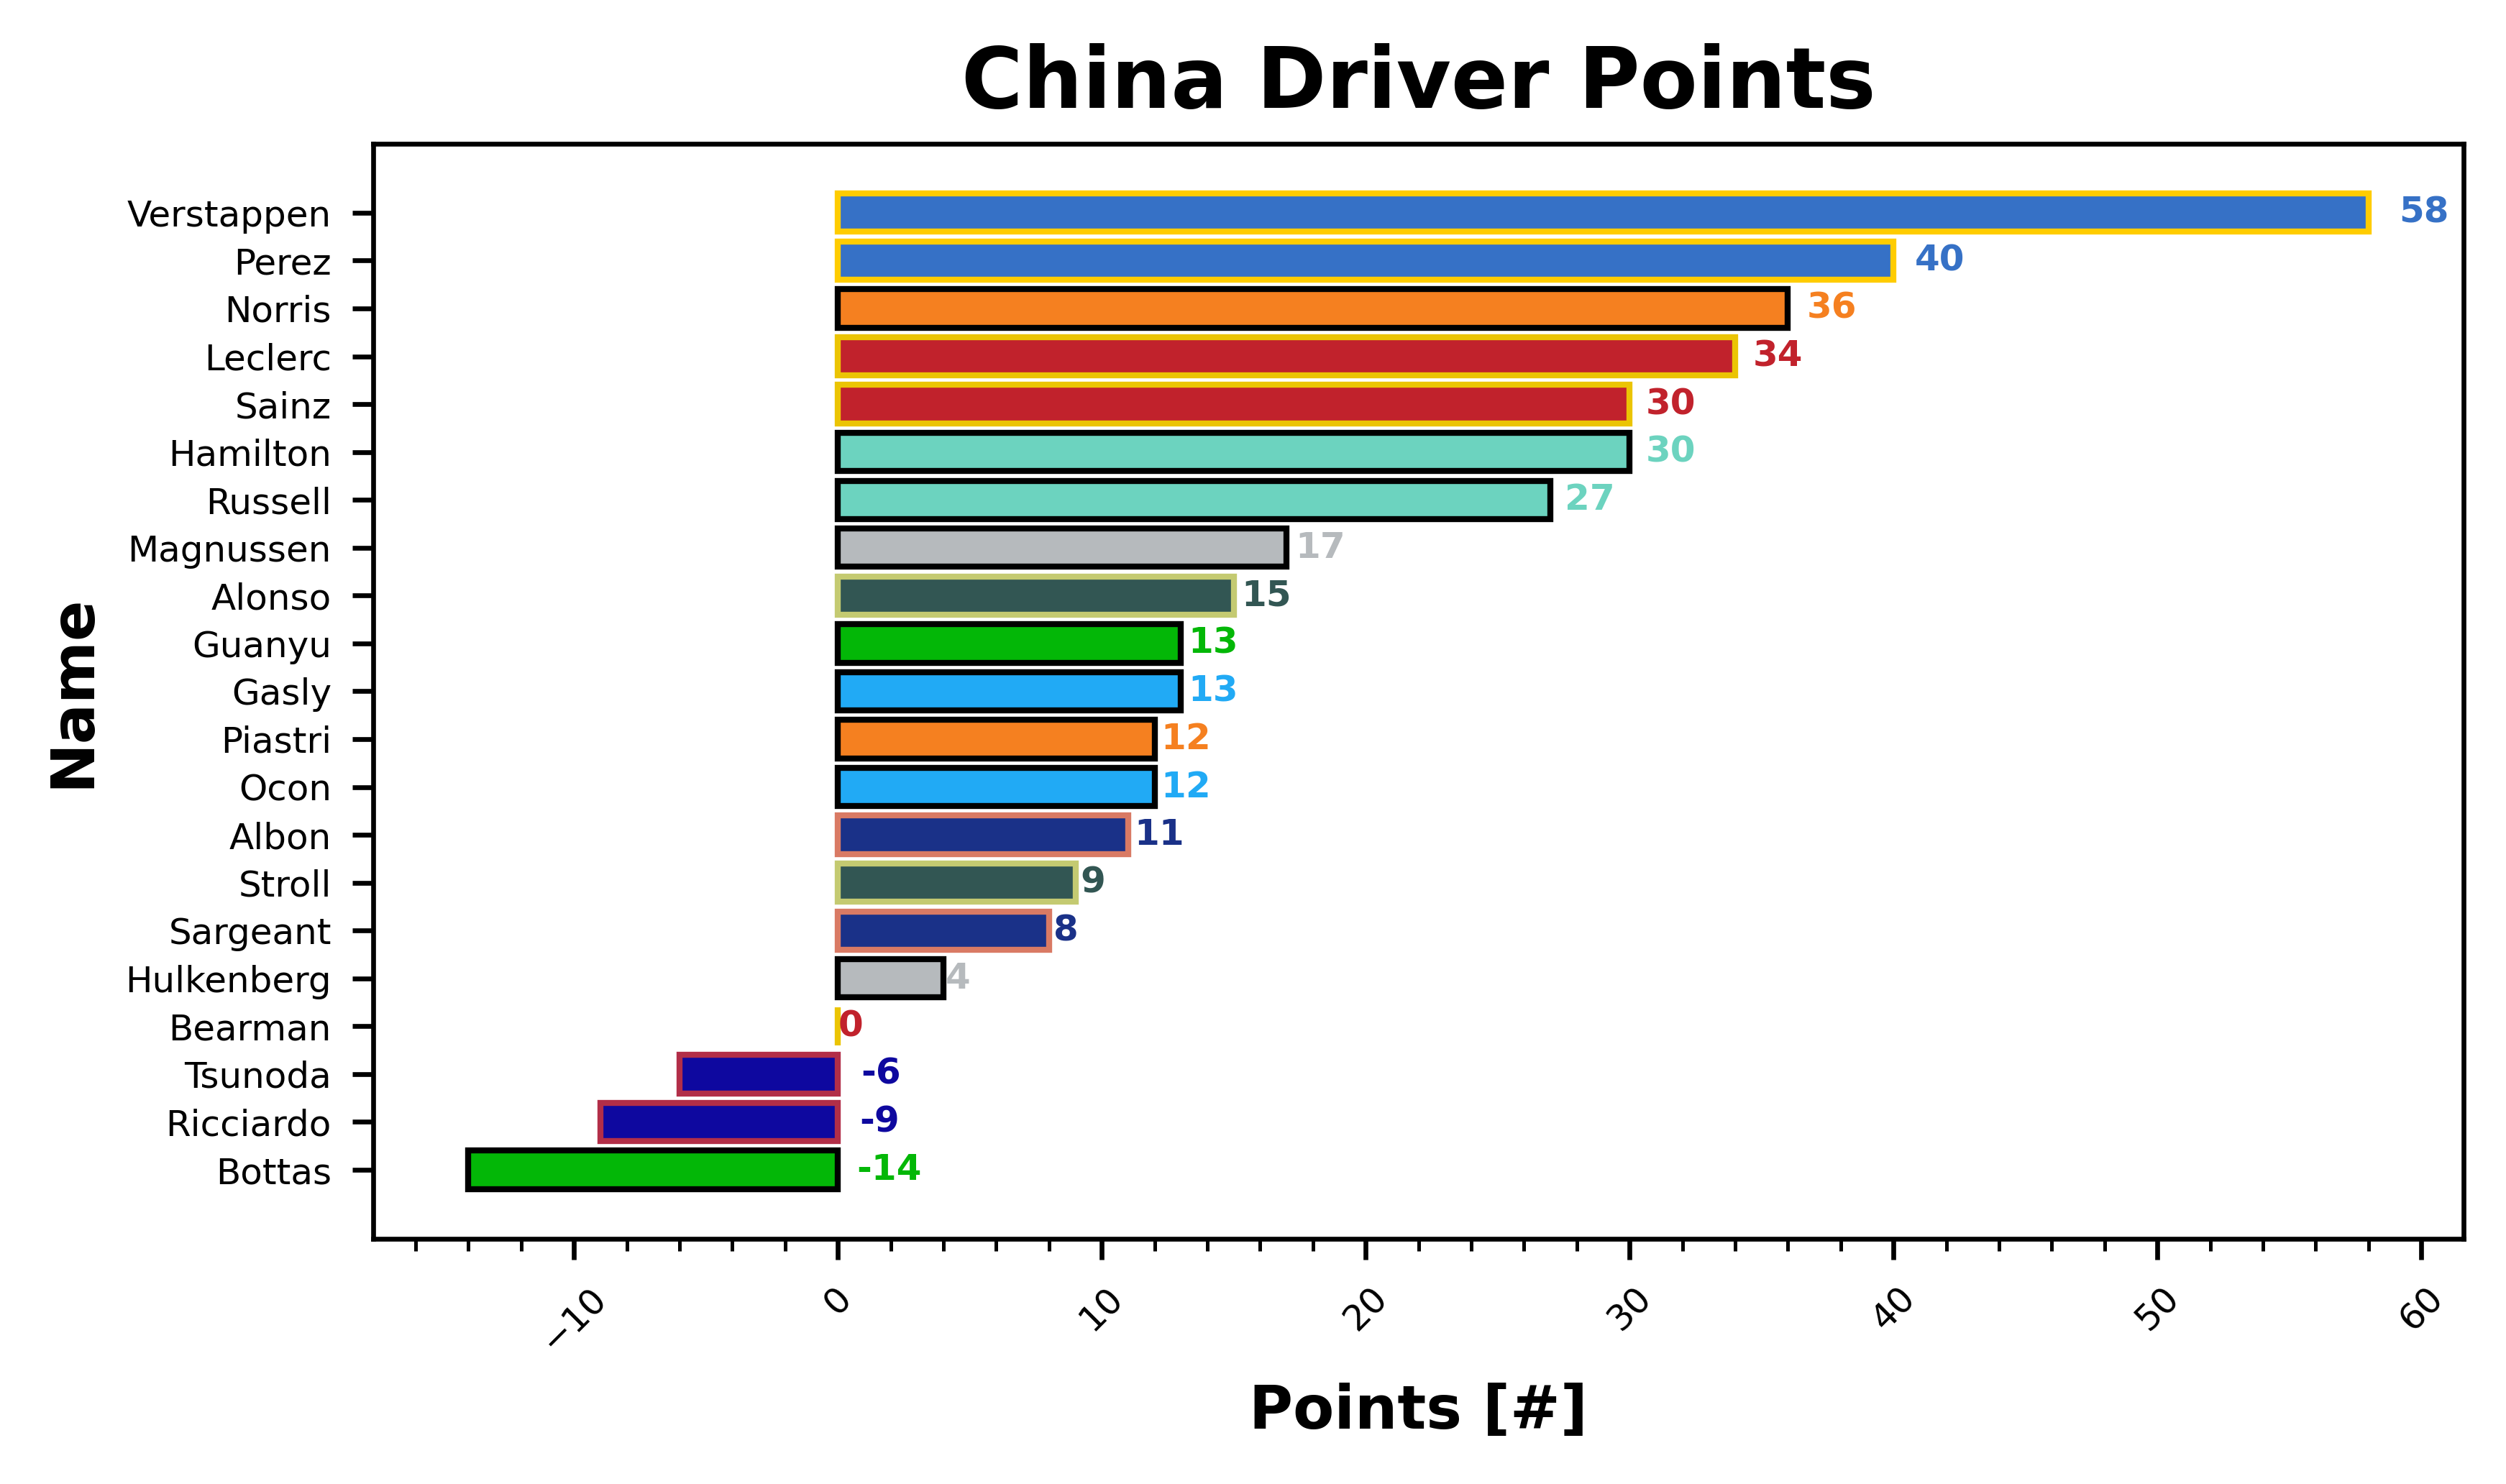 China Driver Points
Name
Verstappen 58
Perez 40
Norris 36
Leclerc 34
Sainz 30
Hamilton 30
Russell 27
Magnussen 17
Alonso 15
Guanyu 13
Gasly 13
Piastri 12
Ocon 12
Albon 11
Stroll 9
Sargeant 8
Hulkenberg 4
Bearman 0
Tsunoda -6
Ricciardo -9
Bottas -14
−10 0 10 20 30 40 50 60
Points [#]